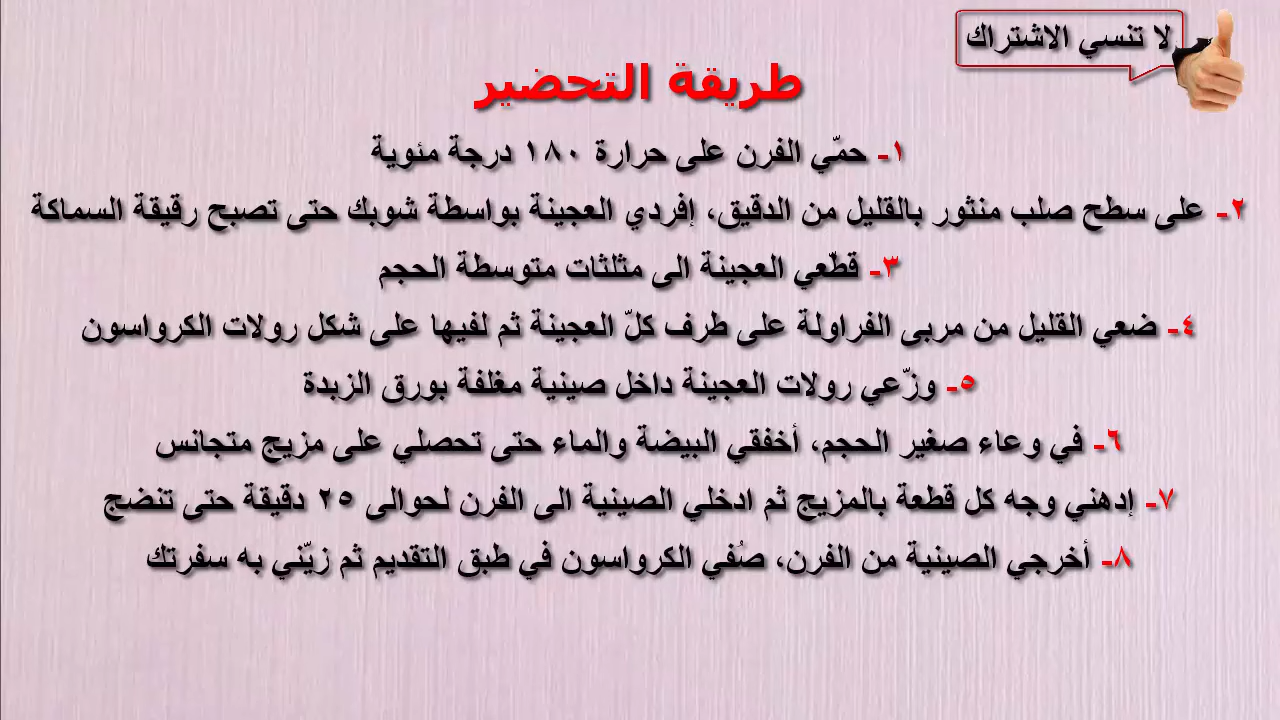 لا تنسي الاشتراك
طريقة التحضير
١- حمّي الفرن على حرارة ١٨٠ درجة مئوية
٢- على سطح صلب منثور بالقليل من الدقيق، إفردي العجينة بواسطة شوبك حتى تصبح رقيقة السماكة
٣- قطّعي العجينة الى مثلثات متوسطة الحجم
٤- ضعي القليل من مربى الفراولة على طرف كلّ العجينة ثم لفيها على شكل رولات الكرواسون
٥- وزّعي رولات العجينة داخل صينية مغلفة بورق الزبدة
٦- في وعاء صغير الحجم، أخفقي البيضة والماء حتى تحصلي على مزيج متجانس
٧- إدهني وجه كل قطعة بالمزيج ثم ادخلي الصينية الى الفرن لحوالى ٢٥ دقيقة حتى تنضج
٨- أخرجي الصينية من الفرن، صُفي الكرواسون في طبق التقديم ثم زيّني به سفرتك